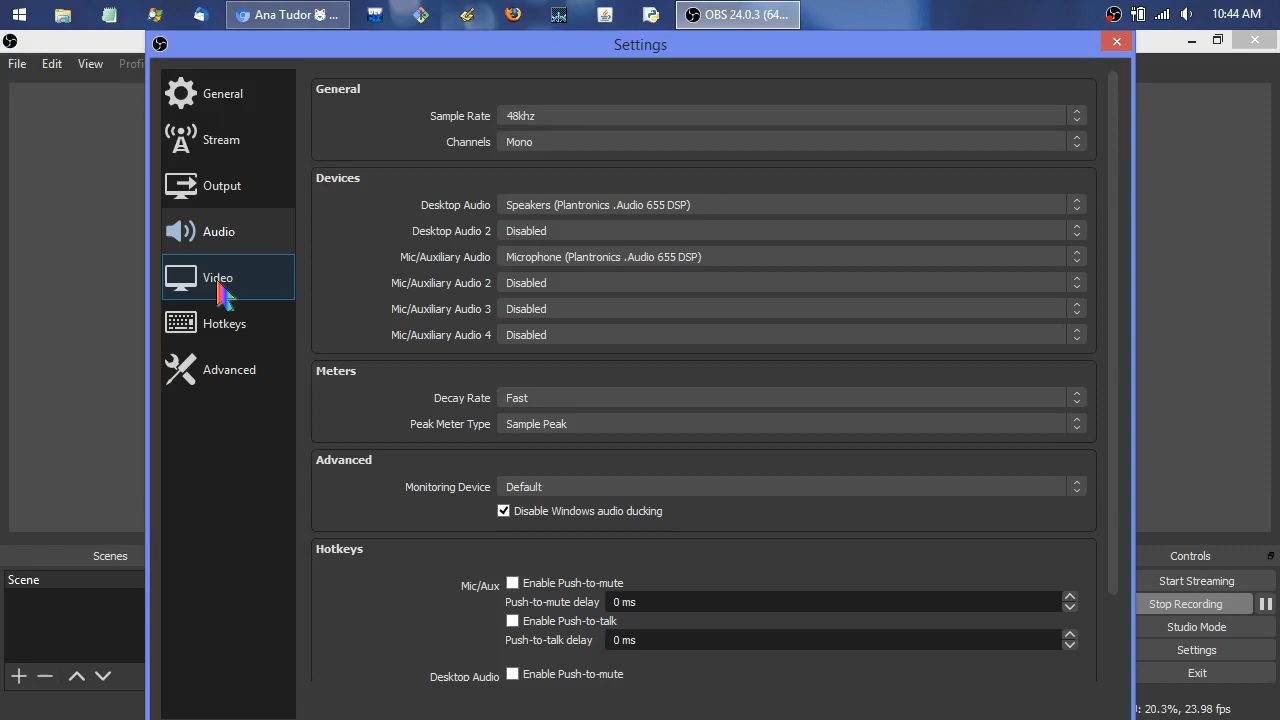 Ana Tudor ...
OBS 24.0.3 (64...
10:44 AM
Settings
File Edit View Profi
General
Stream
Output
Audio
Video
Hotkeys
Advanced
General
Sample Rate 48khz
Channels Mono
Devices
Desktop Audio Speakers (Plantronics .Audio 655 DSP)
Desktop Audio 2 Disabled
Mic/Auxiliary Audio Microphone (Plantronics .Audio 655 DSP)
Mic/Auxiliary Audio 2 Disabled
Mic/Auxiliary Audio 3 Disabled
Mic/Auxiliary Audio 4 Disabled
Meters
Decay Rate Fast
Peak Meter Type Sample Peak
Advanced
Monitoring Device Default
Disable Windows audio ducking
Hotkeys
Mic/Aux Enable Push-to-mute
Push-to-mute delay 0 ms
Enable Push-to-talk
Push-to-talk delay 0 ms
Desktop Audio Enable Push-to-mute
Scenes
Scene
Controls
Start Streaming
Stop Recording
Studio Mode
Settings
Exit
: 20.3%, 23.98 fps